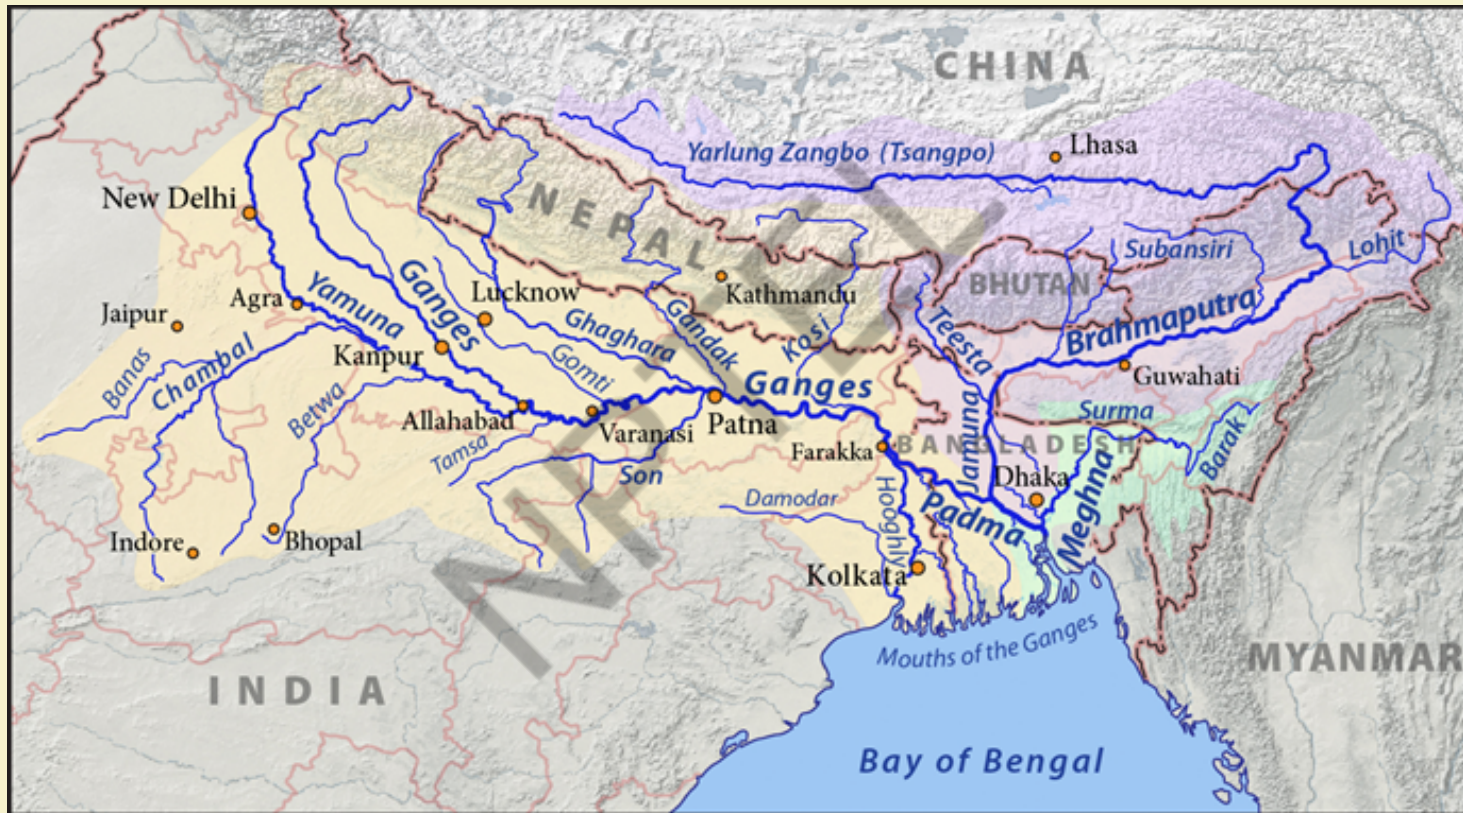 CHINA
Lhasa
Yarlung Zangbo (Tsangpo)
New Delhi
NEPAL
Subansiri
Lohit
BHUTAN
Kathmandu
Agra
Yamuna
Ganges
Lucknow
Jaipur
Ghaghara
Gandak
Kosi
Teesta
Brahmaputra
Guwahati
Kanpur
Gomti
Banas
Chambal
Betwa
Ganges
Allahabad
Varanasi
Patna
Tamsa
Son
Farakka
BANGLADESH
Jamuna
Surma
Barak
Dhaka
Meghna
Damodar
Hooghly
Padma
Indore
Bhopal
Kolkata
Mouths of the Ganges
INDIA
MYANMAR
Bay of Bengal
NPTEL